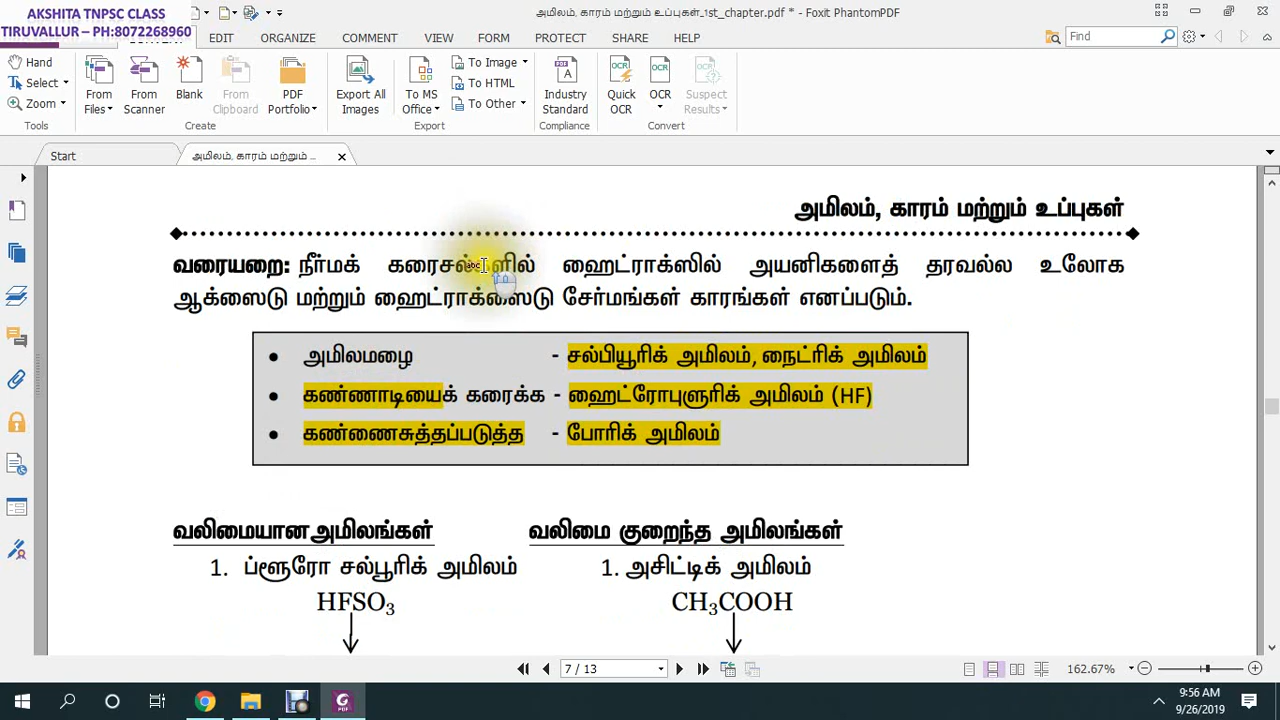 AKSHITA TNPSC CLASS
TIRUVALLUR – PH:8072268960
அமிலம், காரம் மற்றும் உப்புகள்_1st_chapter.pdf * - Foxit PhantomPDF
EDIT ORGANIZE COMMENT VIEW FORM PROTECT SHARE HELP
Find
Hand
Select
Zoom
Tools
From Files
From Scanner
Blank
From Clipboard
PDF Portfolio
Create
Export All Images
To MS Office
To Image
To HTML
To Other
Export
Industry Standard
Compliance
Quick OCR
OCR
Suspect Results
Convert
Start
அமிலம், காரம் மற்றும் ...
அமிலம், காரம் மற்றும் உப்புகள்
வரையறை: நீர்மக் கரைசல் ளில் ஹைட்ராக்ஸில் அயனிகளைத் தரவல்ல உலோக
ஆக்ஸைடு மற்றும் ஹைட்ராக்ஸைடு சேர்மங்கள் காரங்கள் எனப்படும்.
• அமிலமழை - சல்பியூரிக் அமிலம், நைட்ரிக் அமிலம்
• கண்ணாடியைக் கரைக்க - ஹைட்ரோபுளுரிக் அமிலம் (HF)
• கண்ணைசுத்தப்படுத்த - போரிக் அமிலம்
வலிமையான அமிலங்கள் வலிமை குறைந்த அமிலங்கள்
1. ப்ளூரோ சல்பூரிக் அமிலம் 1. அசிட்டிக் அமிலம்
HFSO₃ CH₃COOH
7 / 13
162.67%
9:56 AM
9/26/2019